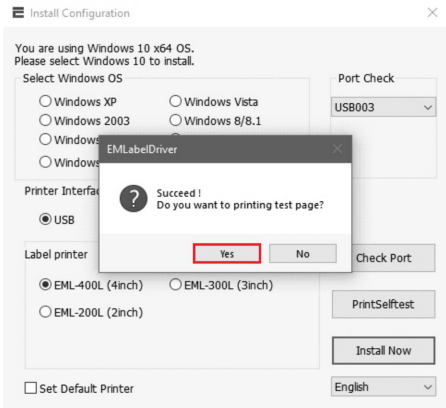 Install Configuration
You are using Windows 10 x64 OS.
Please select Windows 10 to install.
Select Windows OS
Port Check
Windows XP
Windows Vista
USB003
Windows 2003
Windows 8/8.1
Windows
EMLabelDriver
Windows
Succeed !
Do you want to printing test page?
Printer
USB
Yes
No
Label printer
Check Port
EML-400L (4inch)
EML-300L (3inch)
EML-200L (2inch)
PrintSelftest
Install Now
Set Default Printer
English